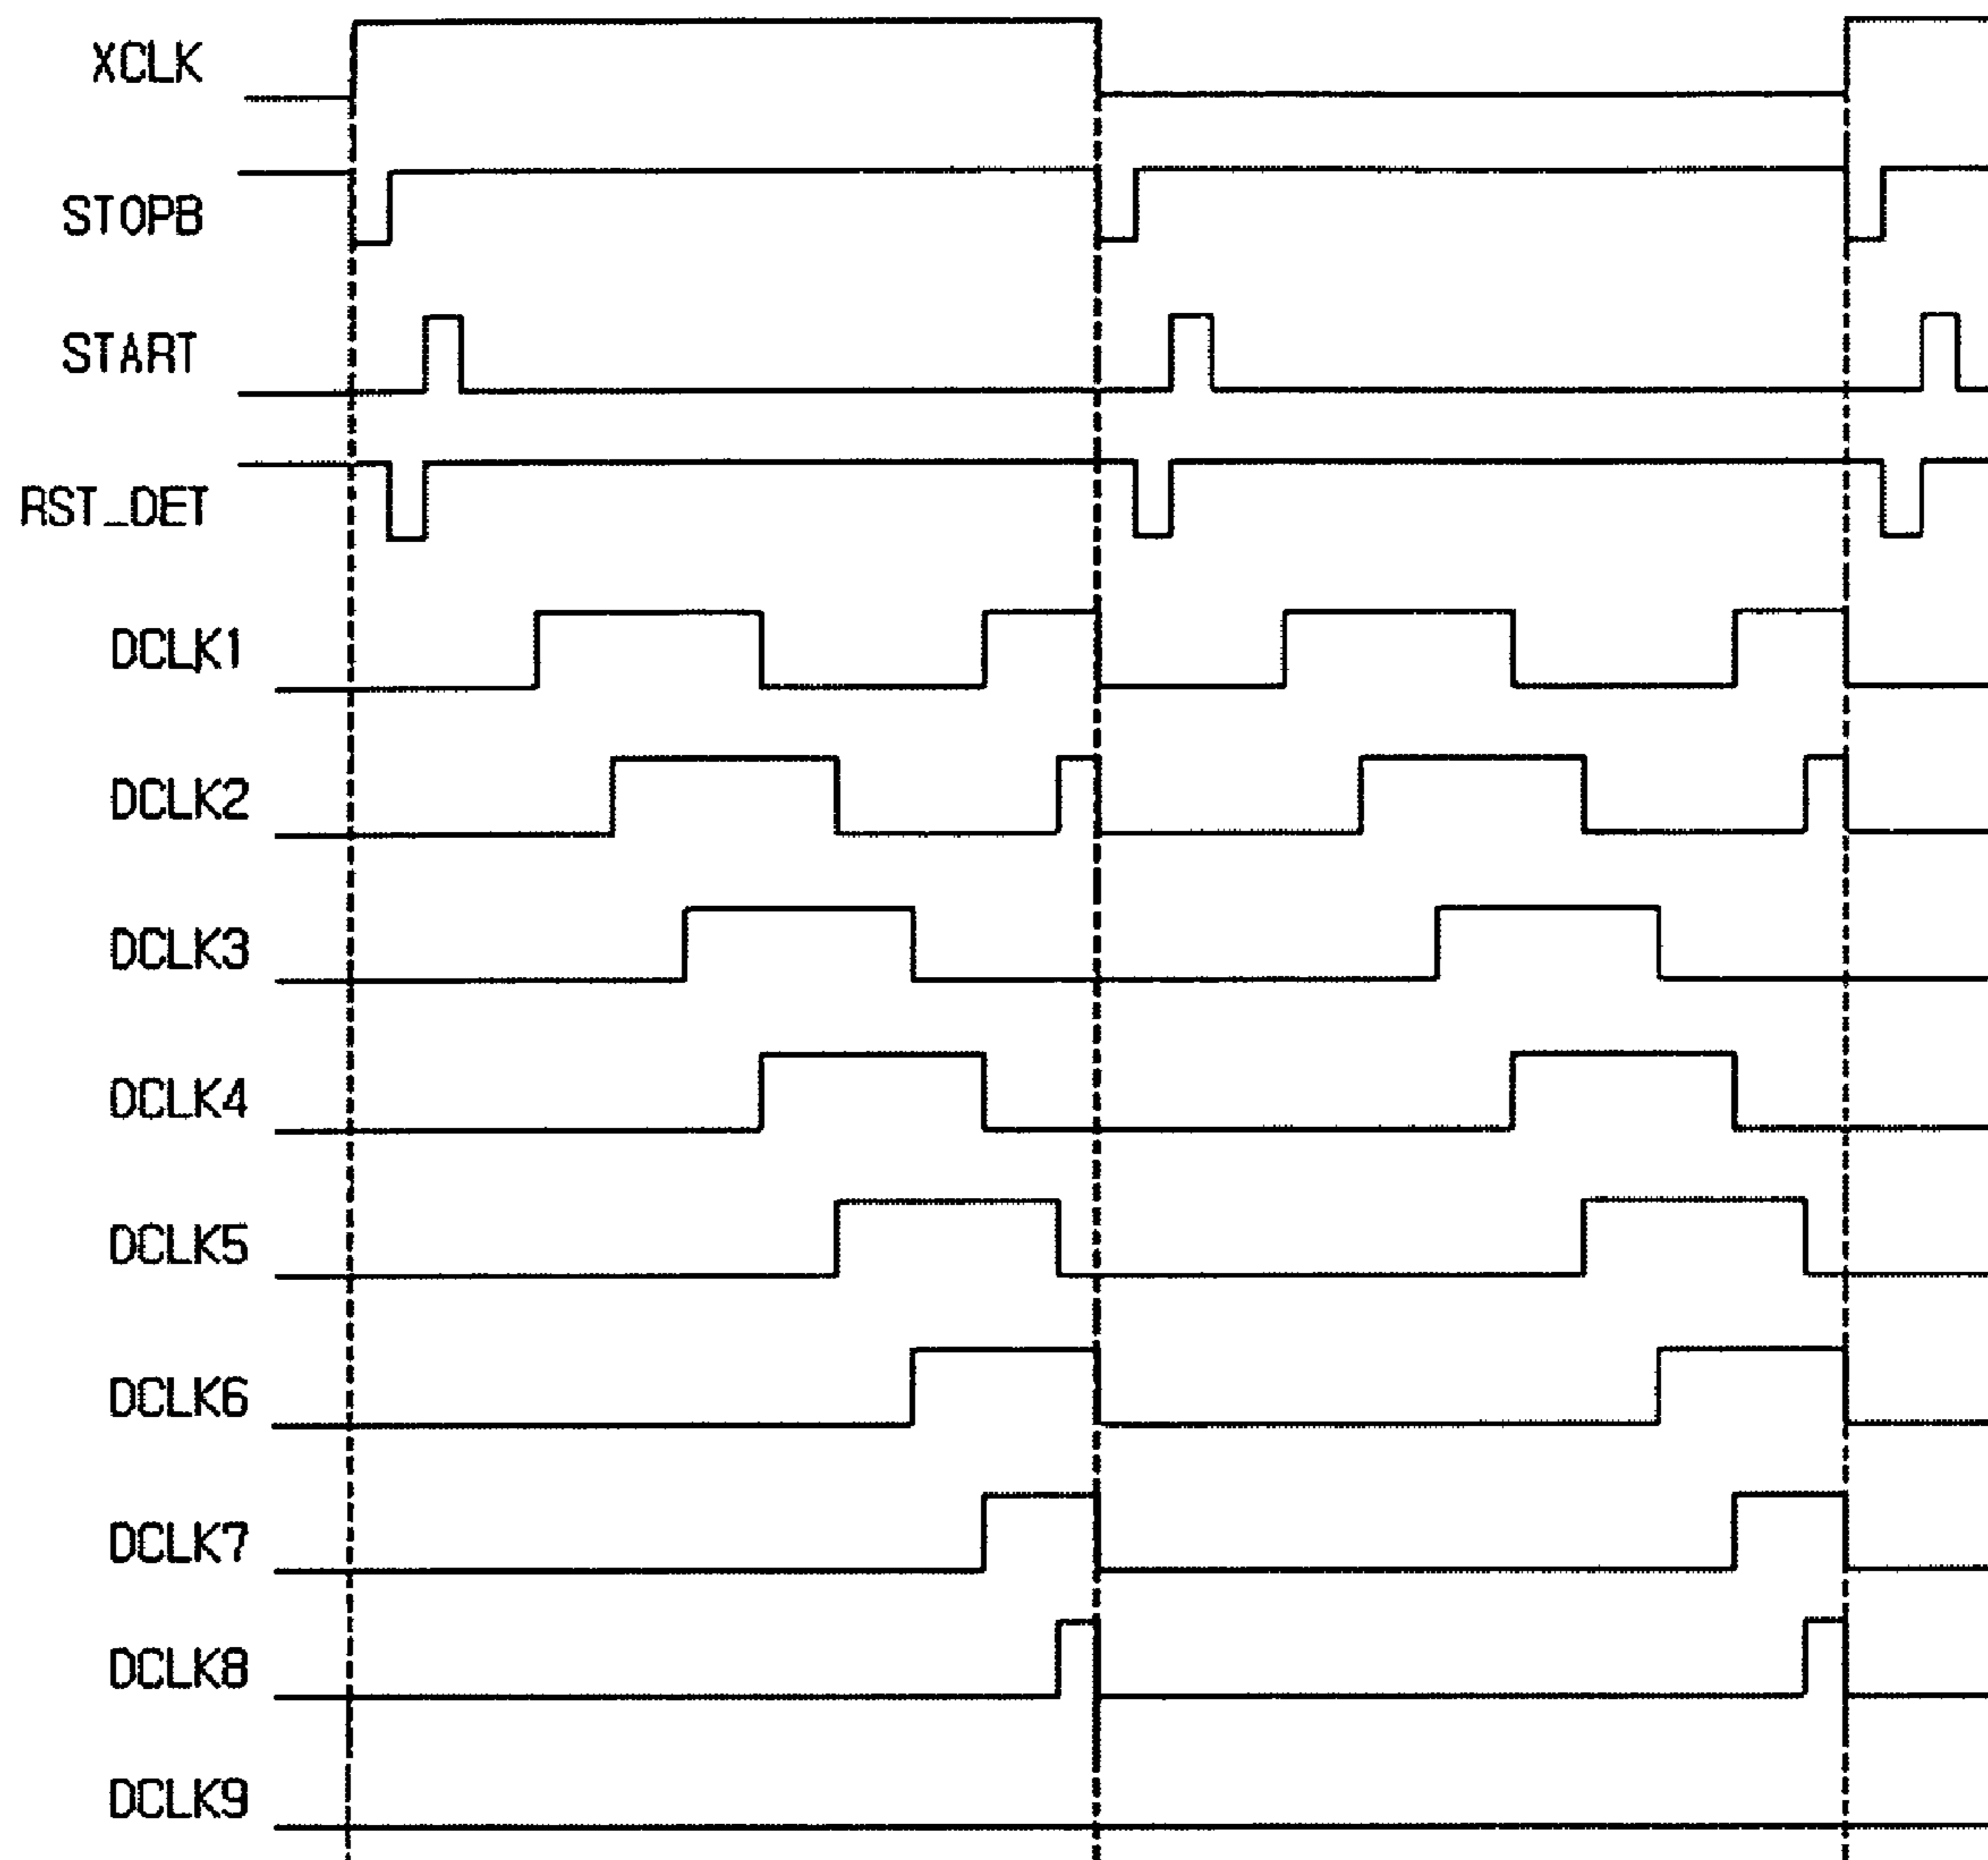 XCLK
STOPB
START
RST_DET
DCLK1
DCLK2
DCLK3
DCLK4
DCLK5
DCLK6
DCLK7
DCLK8
DCLK9